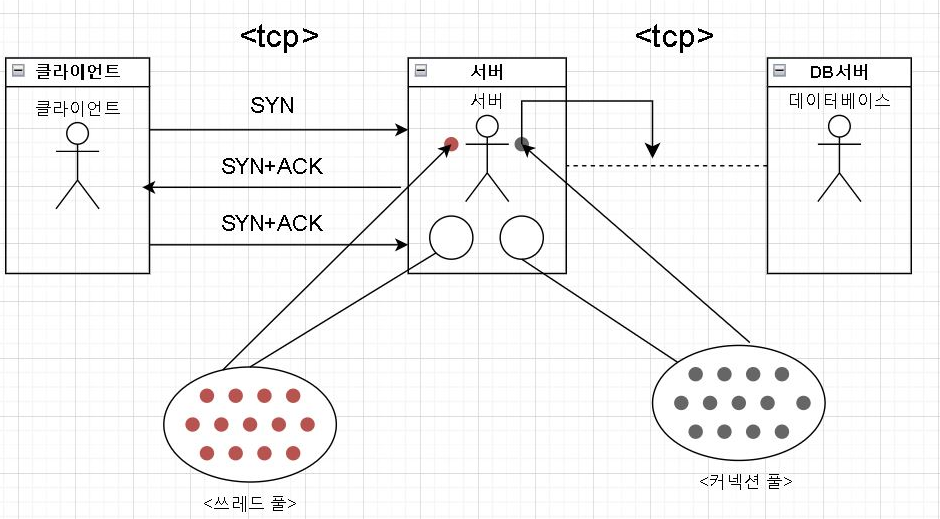 <tcp>
<tcp>
클라이언트
서버
DB서버
클라이언트
서버
데이터베이스
SYN
SYN+ACK
SYN+ACK
<쓰레드 풀>
<커넥션 풀>